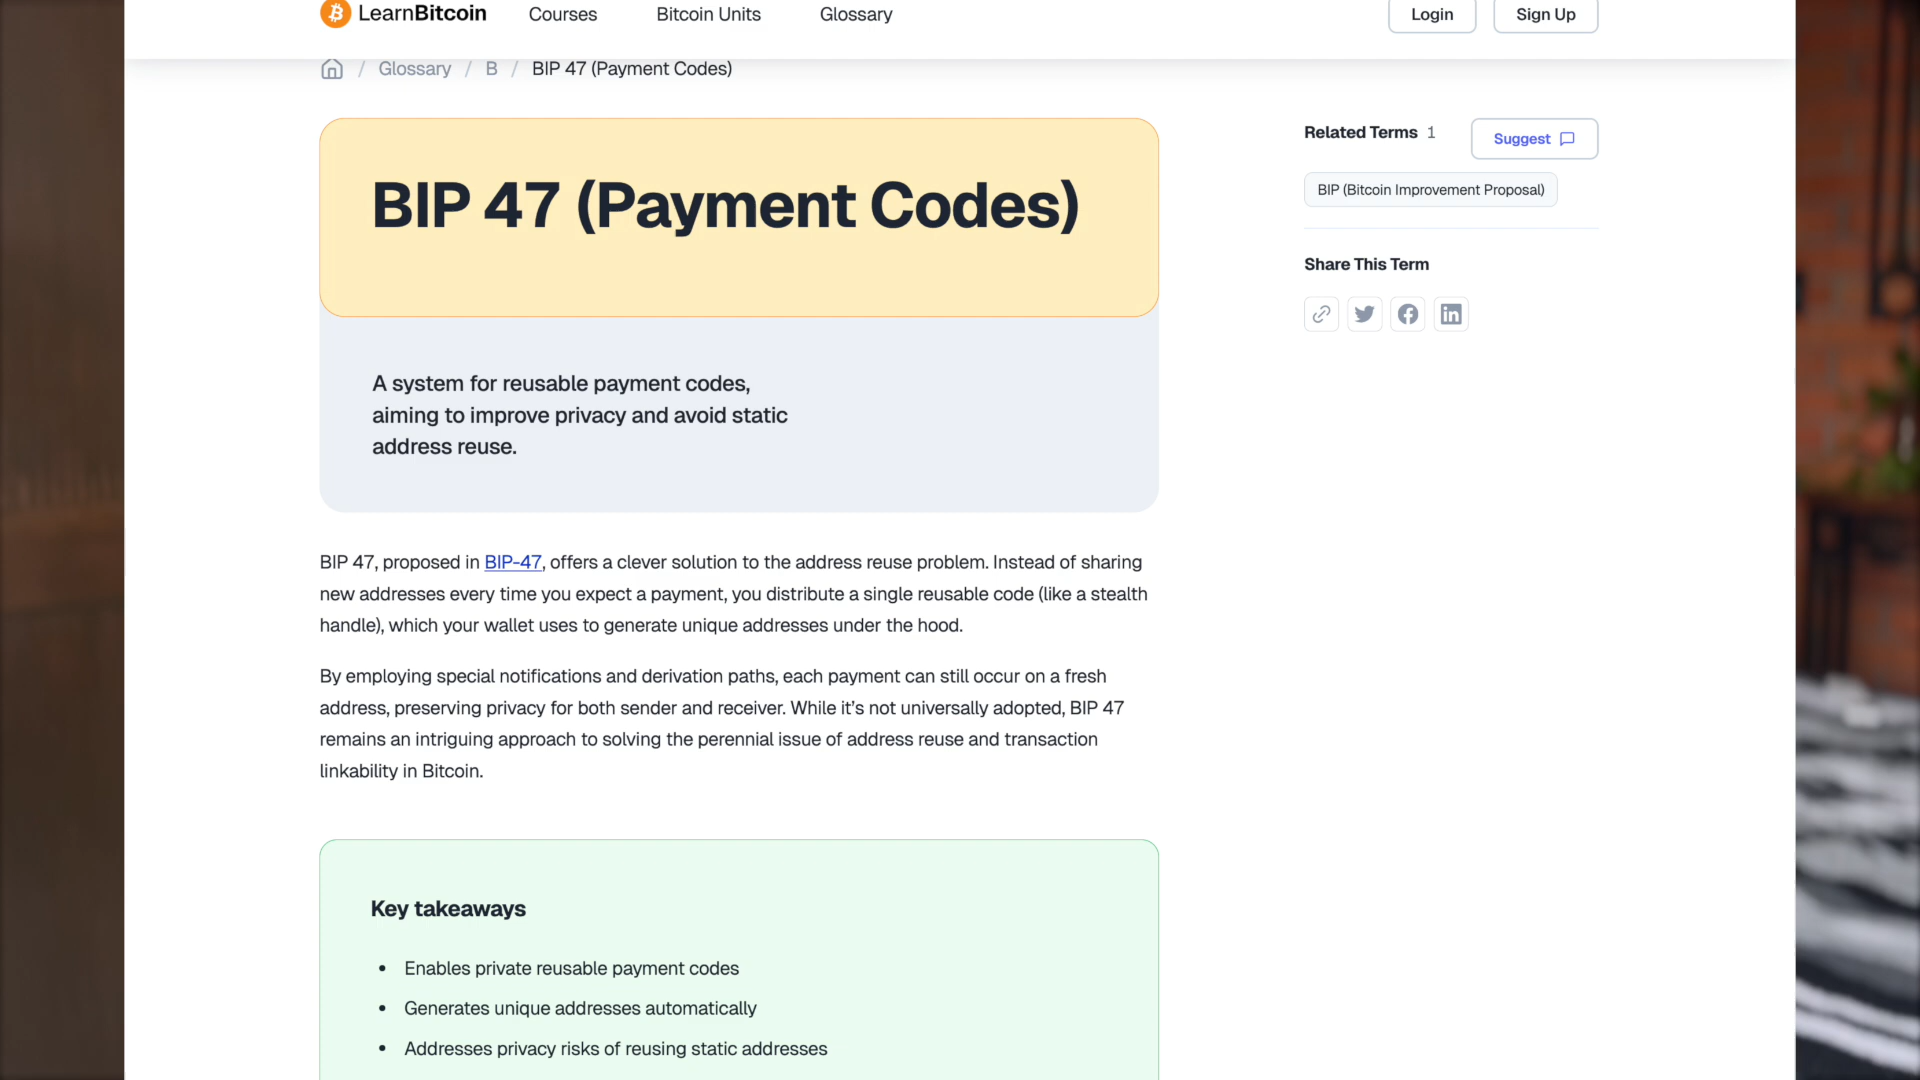 LearnBitcoin Courses Bitcoin Units Glossary Login Sign Up
/ Glossary / B / BIP 47 (Payment Codes)
BIP 47 (Payment Codes)
A system for reusable payment codes,
aiming to improve privacy and avoid static
address reuse.
BIP 47, proposed in BIP-47, offers a clever solution to the address reuse problem. Instead of sharing
new addresses every time you expect a payment, you distribute a single reusable code (like a stealth
handle), which your wallet uses to generate unique addresses under the hood.
By employing special notifications and derivation paths, each payment can still occur on a fresh
address, preserving privacy for both sender and receiver. While it’s not universally adopted, BIP 47
remains an intriguing approach to solving the perennial issue of address reuse and transaction
linkability in Bitcoin.
Key takeaways
• Enables private reusable payment codes
• Generates unique addresses automatically
• Addresses privacy risks of reusing static addresses
Related Terms 1
Suggest
BIP (Bitcoin Improvement Proposal)
Share This Term